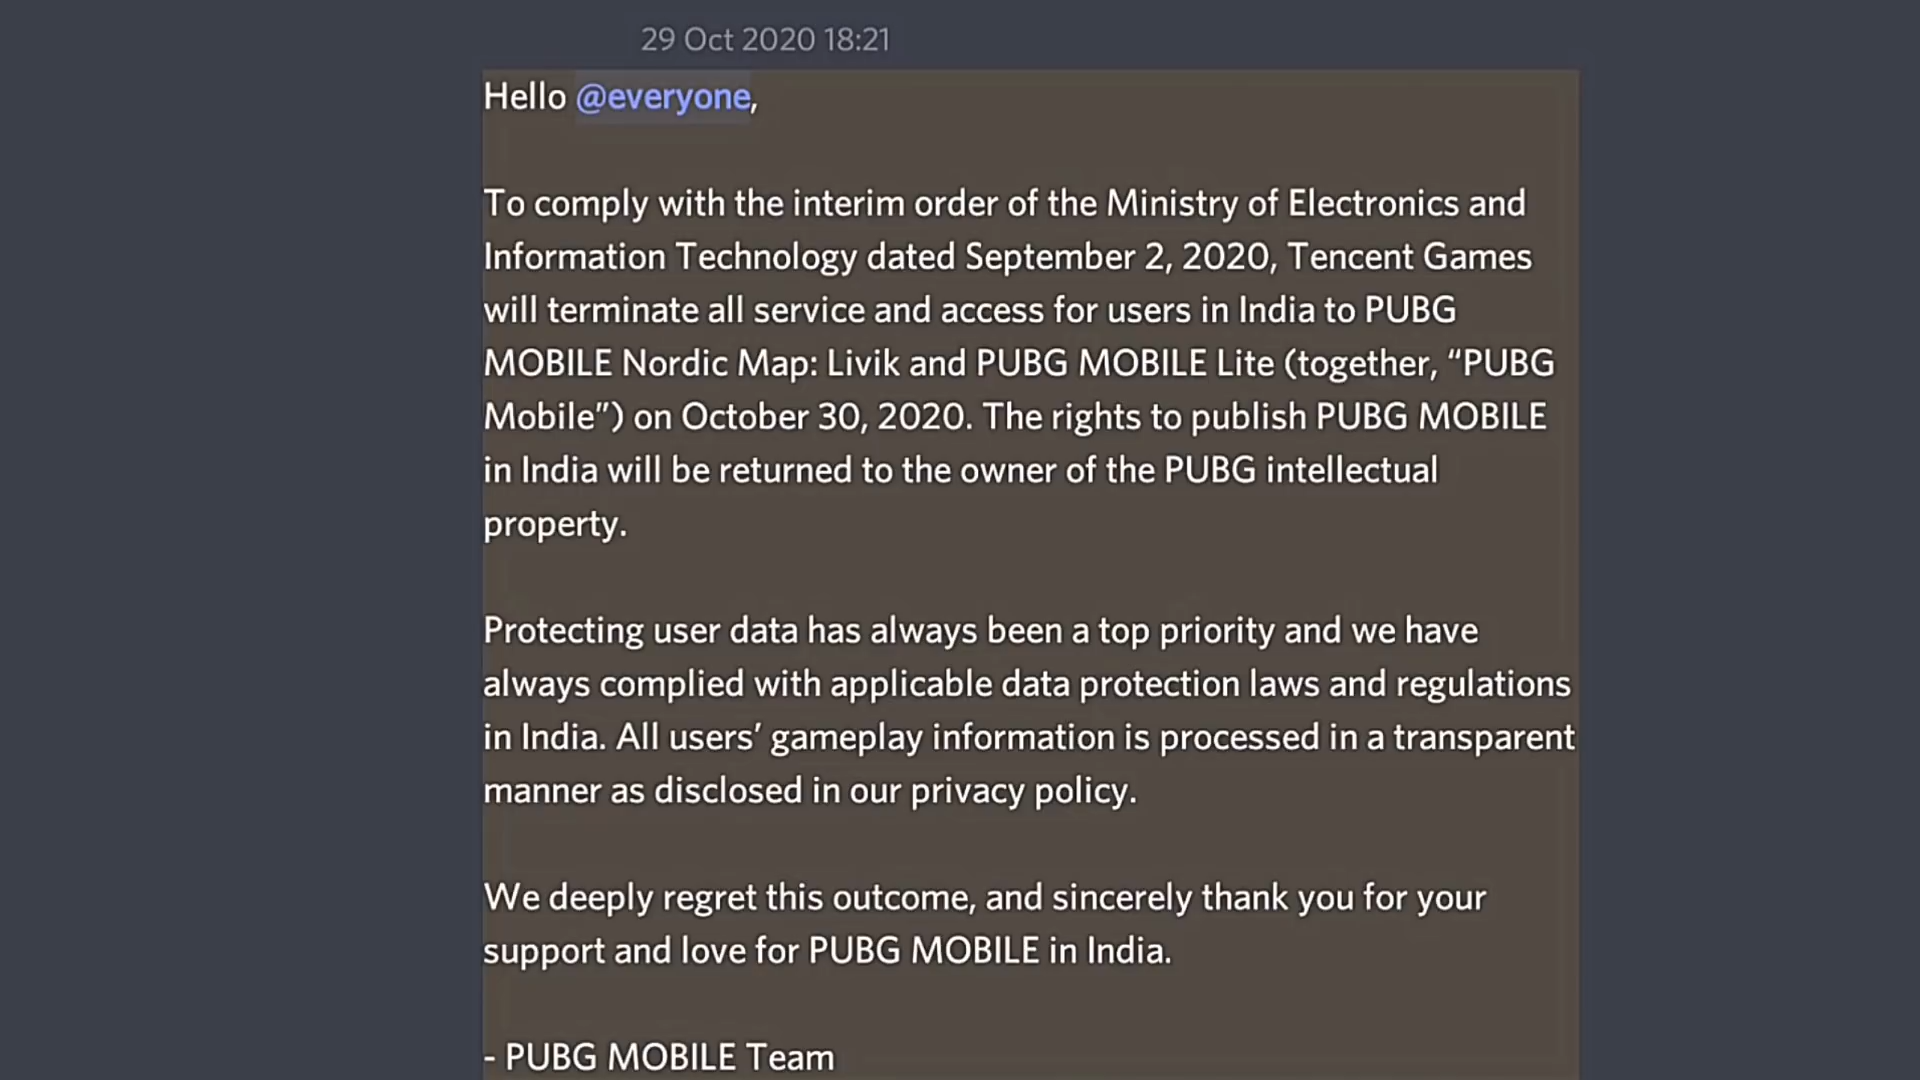 29 Oct 2020 18:21
Hello @everyone,
To comply with the interim order of the Ministry of Electronics and
Information Technology dated September 2, 2020, Tencent Games
will terminate all service and access for users in India to PUBG
MOBILE Nordic Map: Livik and PUBG MOBILE Lite (together, “PUBG
Mobile”) on October 30, 2020. The rights to publish PUBG MOBILE
in India will be returned to the owner of the PUBG intellectual
property.
Protecting user data has always been a top priority and we have
always complied with applicable data protection laws and regulations
in India. All users’ gameplay information is processed in a transparent
manner as disclosed in our privacy policy.
We deeply regret this outcome, and sincerely thank you for your
support and love for PUBG MOBILE in India.
- PUBG MOBILE Team